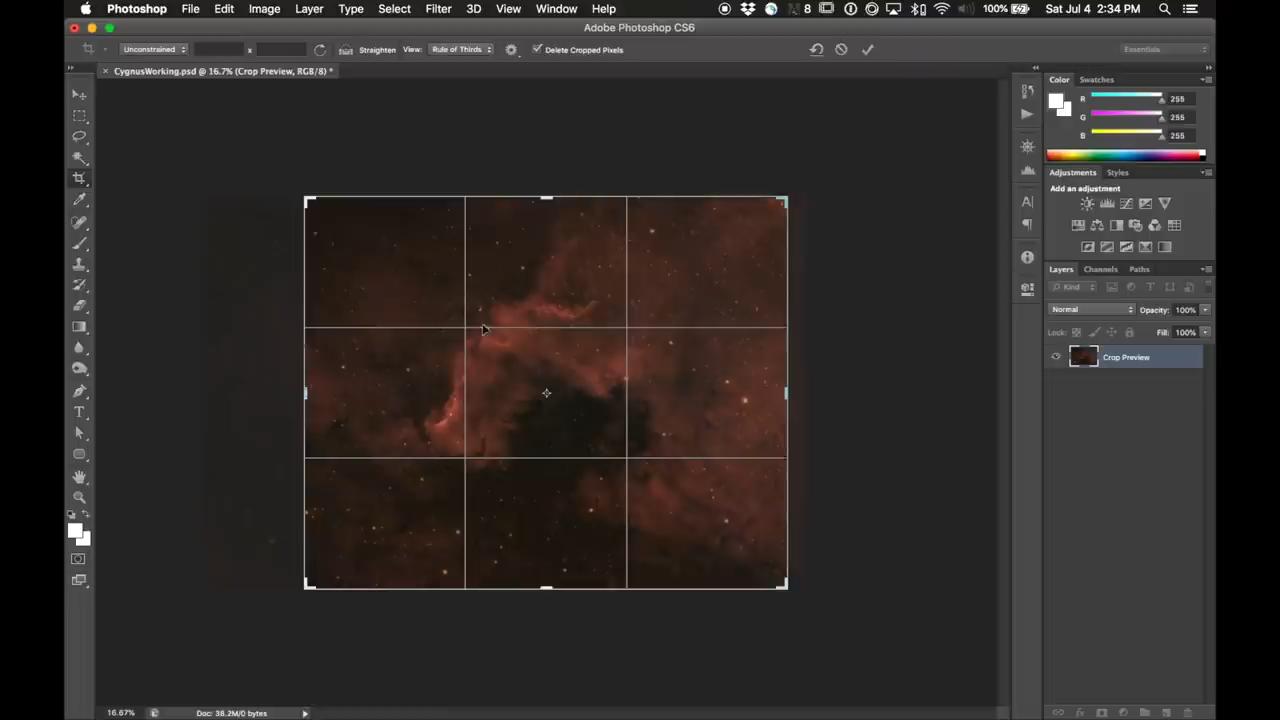 Photoshop File Edit Image Layer Type Select Filter 3D View Window Help 8 100% Sat Jul 4 2:34 PM
Adobe Photoshop CS6
Unconstrained x Straighten View: Rule of Thirds Delete Cropped Pixels Essentials
× CygnusWorking.psd @ 16.7% (Crop Preview, RGB/8) *
Color Swatches
R 255
G 255
B 255
Adjustments Styles
Add an adjustment
Layers Channels Paths
Kind
Normal Opacity: 100%
Lock: Fill: 100%
Crop Preview
16.67% Doc: 38.2M/0 bytes